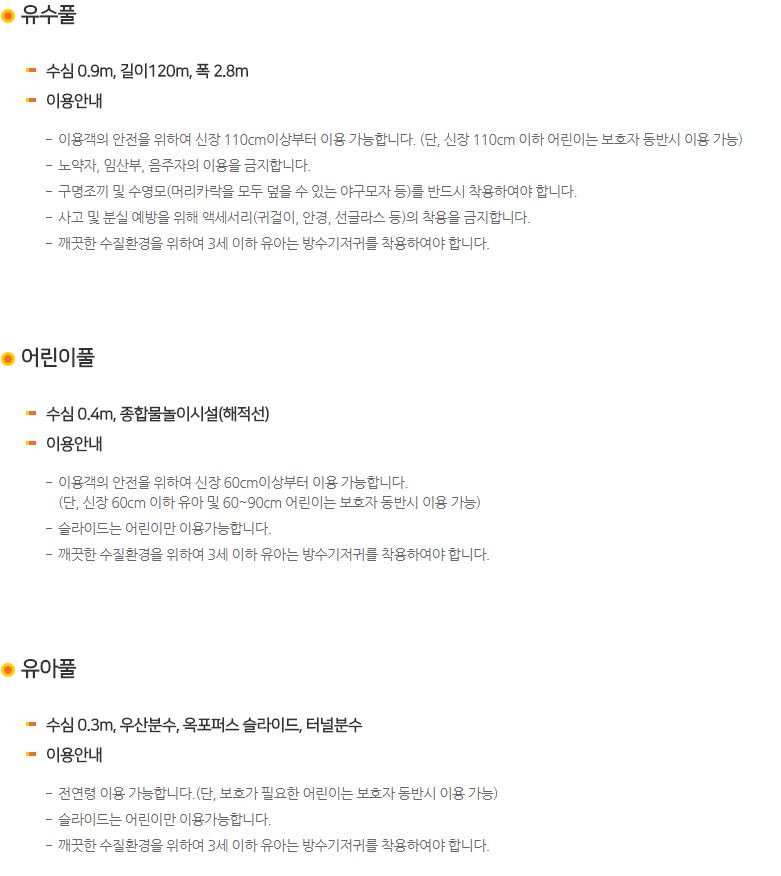 유수풀
수심 0.9m, 길이120m, 폭 2.8m
이용안내
- 이용객의 안전을 위하여 신장 110cm이상부터 이용 가능합니다. (단, 신장 110cm 이하 어린이는 보호자 동반시 이용 가능)
- 노약자, 임산부, 음주자의 이용을 금지합니다.
- 구명조끼 및 수영모(머리카락을 모두 덮을 수 있는 야구모자 등)를 반드시 착용하여야 합니다.
- 사고 및 분실 예방을 위해 액세서리(귀걸이, 안경, 선글라스 등)의 착용을 금지합니다.
- 깨끗한 수질환경을 위하여 3세 이하 유아는 방수기저귀를 착용하여야 합니다.
어린이풀
수심 0.4m, 종합물놀이시설(해적선)
이용안내
- 이용객의 안전을 위하여 신장 60cm이상부터 이용 가능합니다.
(단, 신장 60cm 이하 유아 및 60~90cm 어린이는 보호자 동반시 이용 가능)
- 슬라이드는 어린이만 이용가능합니다.
- 깨끗한 수질환경을 위하여 3세 이하 유아는 방수기저귀를 착용하여야 합니다.
유아풀
수심 0.3m, 우산분수, 옥포퍼스 슬라이드, 터널분수
이용안내
- 전연령 이용 가능합니다.(단, 보호가 필요한 어린이는 보호자 동반시 이용 가능)
- 슬라이드는 어린이만 이용가능합니다.
- 깨끗한 수질환경을 위하여 3세 이하 유아는 방수기저귀를 착용하여야 합니다.